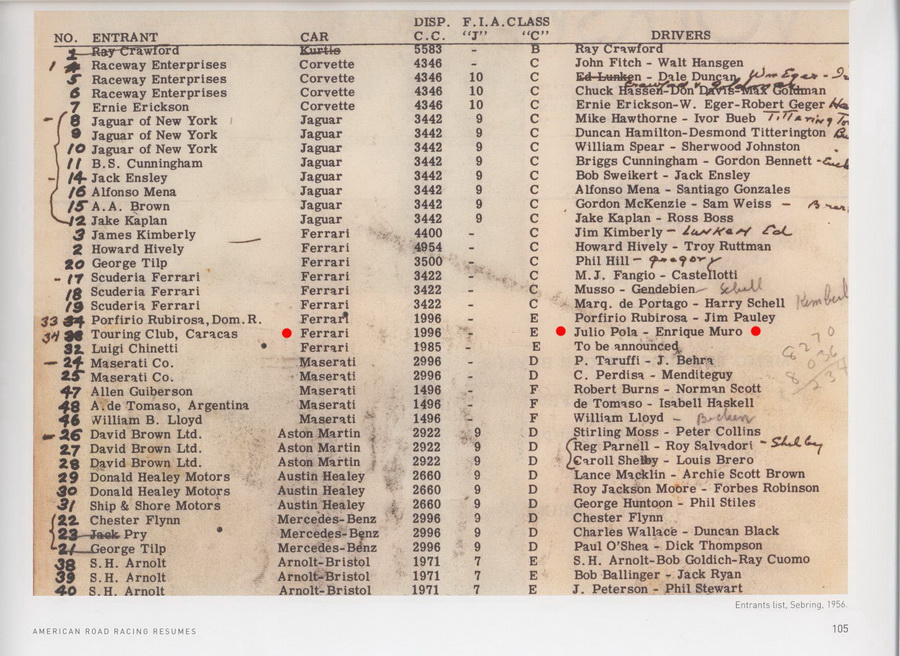 DISP. F.I.A. CLASS
NO. ENTRANT CAR C.C. "J" "C" DRIVERS
1 Ray Crawford Kurtis 5583 - B Ray Crawford
1 4 Raceway Enterprises Corvette 4346 - C John Fitch - Walt Hansgen
5 Raceway Enterprises Corvette 4346 10 C Ed Lunken - Dale Duncan, Wm Eger -
6 Raceway Enterprises Corvette 4346 10 C Chuck Hassen-Don Davis-Max Goldman
7 Ernie Erickson Corvette 4346 10 C Ernie Erickson-W. Eger-Robert Geger
- 8 Jaguar of New York Jaguar 3442 9 C Mike Hawthorne - Ivor Bueb Titterington
9 Jaguar of New York Jaguar 3442 9 C Duncan Hamilton-Desmond Titterington
10 Jaguar of New York Jaguar 3442 9 C William Spear - Sherwood Johnston
11 B.S. Cunningham Jaguar 3442 9 C Briggs Cunningham - Gordon Bennett -
- 14 Jack Ensley Jaguar 3442 9 C Bob Sweikert - Jack Ensley
16 Alfonso Mena Jaguar 3442 9 C Alfonso Mena - Santiago Gonzales
15 A.A. Brown Jaguar 3442 9 C Gordon McKenzie - Sam Weiss -
12 Jake Kaplan Jaguar 3442 9 C Jake Kaplan - Ross Boss
3 James Kimberly Ferrari 4400 - C Jim Kimberly - Lunken Ed
2 Howard Hively Ferrari 4954 - C Howard Hively - Troy Ruttman
20 George Tilp Ferrari 3500 - C Phil Hill - Gregory
- 17 Scuderia Ferrari Ferrari 3422 - C M.J. Fangio - Castellotti
18 Scuderia Ferrari Ferrari 3422 - C Musso - Gendebien Schell
19 Scuderia Ferrari Ferrari 3422 - C Marq. de Portago - Harry Schell Kimberl
33 34 Porfirio Rubirosa, Dom.R. Ferrari 1996 - E Porfirio Rubirosa - Jim Pauley
34 Touring Club, Caracas Ferrari 1996 - E Julio Pola - Enrique Muro
32 Luigi Chinetti Ferrari 1985 - E To be announced
- 24 Maserati Co. Maserati 2996 - D P. Taruffi - J. Behra
25 Maserati Co. Maserati 2996 - D C. Perdisa - Menditeguy
47 Allen Guiberson Maserati 1496 - F Robert Burns - Norman Scott
48 A. de Tomaso, Argentina Maserati 1496 - F de Tomaso - Isabell Haskell
46 William B. Lloyd Maserati 1496 - F William Lloyd -
- 26 David Brown Ltd. Aston Martin 2922 9 D Stirling Moss - Peter Collins
27 David Brown Ltd. Aston Martin 2922 9 D Reg Parnell - Roy Salvadori - Shelby
28 David Brown Ltd. Aston Martin 2922 9 D Caroll Shelby - Louis Brero
29 Donald Healey Motors Austin Healey 2660 9 D Lance Macklin - Archie Scott Brown
30 Donald Healey Motors Austin Healey 2660 9 D Roy Jackson Moore - Forbes Robinson
31 Ship & Shore Motors Austin Healey 2660 9 D George Huntoon - Phil Stiles
22 Chester Flynn Mercedes-Benz 2996 9 D Chester Flynn
23 Jack Pry Mercedes-Benz 2996 9 D Charles Wallace - Duncan Black
21 George Tilp Mercedes-Benz 2996 9 D Paul O'Shea - Dick Thompson
38 S.H. Arnolt Arnolt-Bristol 1971 7 E S.H. Arnolt-Bob Goldich-Ray Cuomo
39 S.H. Arnolt Arnolt-Bristol 1971 7 E Bob Ballinger - Jack Ryan
40 S.H. Arnolt Arnolt-Bristol 1971 7 E J. Peterson - Phil Stewart
Entrants list, Sebring, 1956.
AMERICAN ROAD RACING RESUMES 105